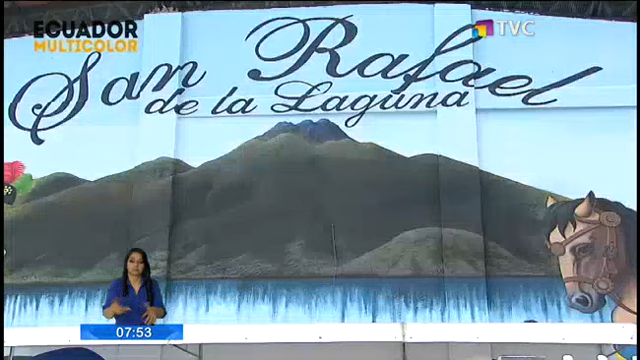 ECUADOR
MULTICOLOR
TVC
San Rafael
de la Laguna
07:53